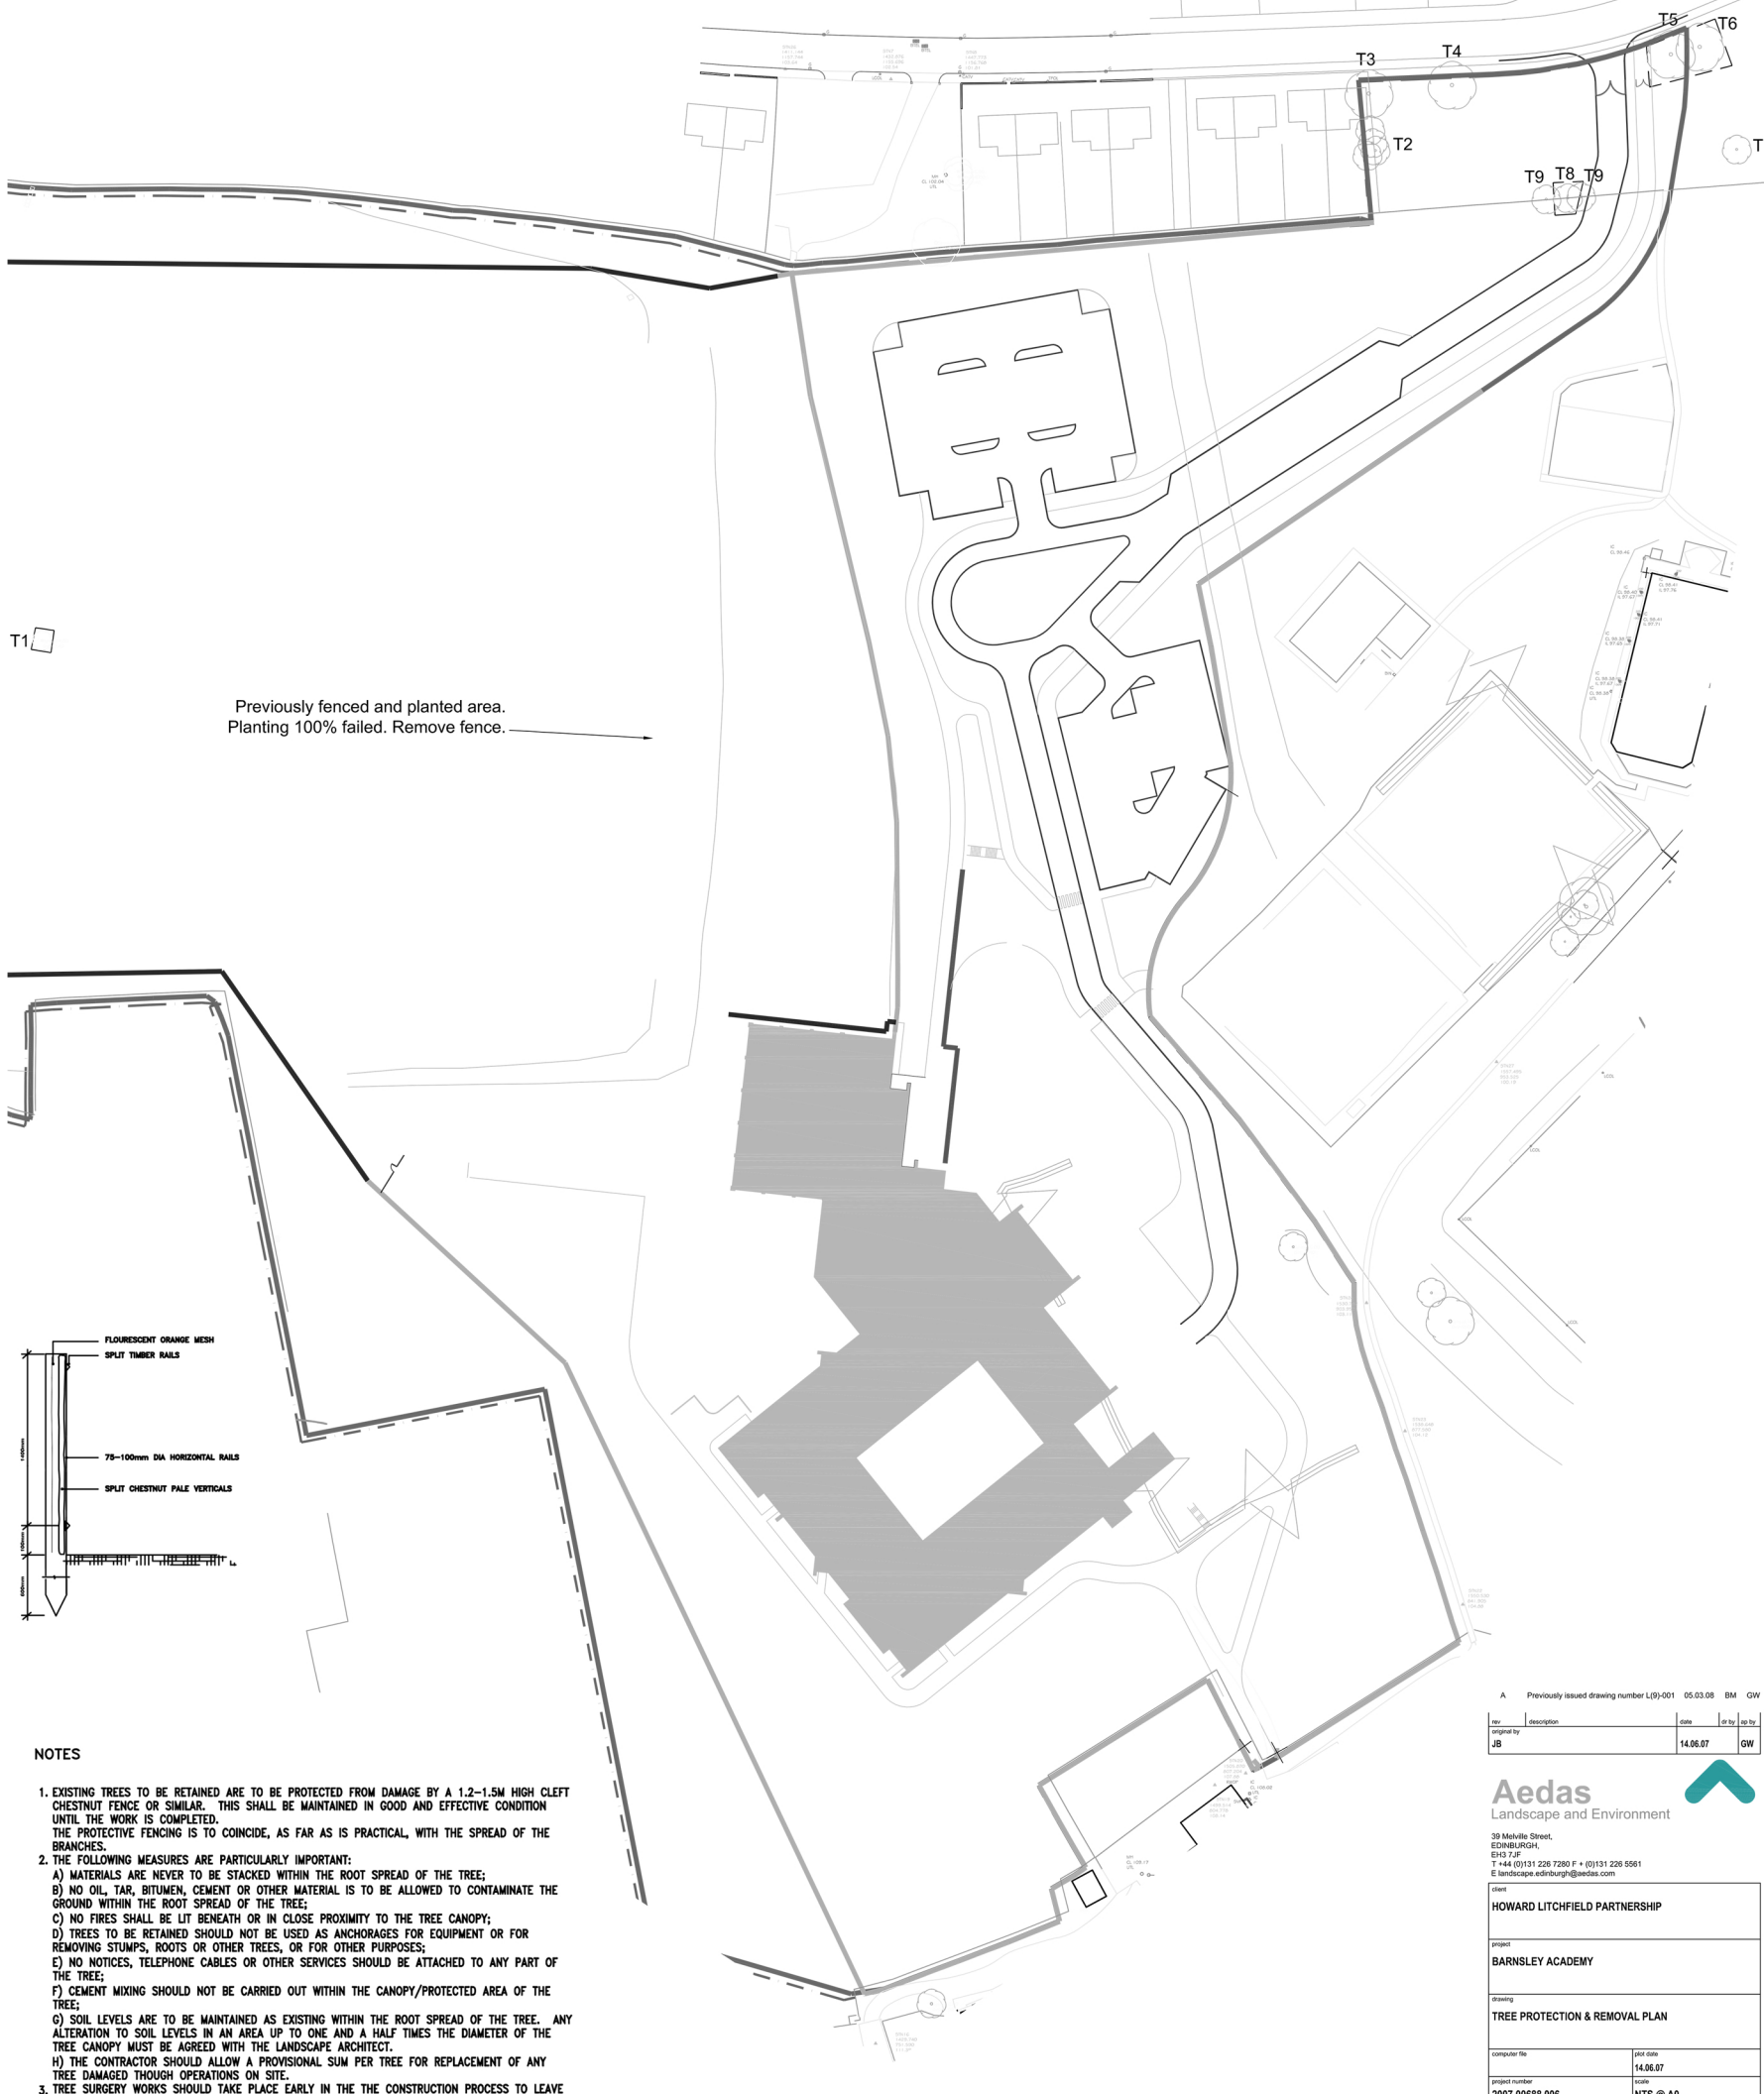 T5
T6
T3
T4
T2
T
T9
T8
T9
T1
Previously fenced and planted area.
Planting 100% failed. Remove fence.
FLOURESCENT ORANGE MESH
SPLIT TIMBER RAILS
75-100mm DIA HORIZONTAL RAILS
SPLIT CHESTNUT PALE VERTICALS
1400mm
100mm
NOTES
1. EXISTING TREES TO BE RETAINED ARE TO BE PROTECTED FROM DAMAGE BY A 1.2-1.5M HIGH CLEFT
CHESTNUT FENCE OR SIMILAR. THIS SHALL BE MAINTAINED IN GOOD AND EFFECTIVE CONDITION
UNTIL THE WORK IS COMPLETED.
THE PROTECTIVE FENCING IS TO COINCIDE, AS FAR AS IS PRACTICAL, WITH THE SPREAD OF THE
BRANCHES.
2. THE FOLLOWING MEASURES ARE PARTICULARLY IMPORTANT:
A) MATERIALS ARE NEVER TO BE STACKED WITHIN THE ROOT SPREAD OF THE TREE;
B) NO OIL, TAR, BITUMEN, CEMENT OR OTHER MATERIAL IS TO BE ALLOWED TO CONTAMINATE THE
GROUND WITHIN THE ROOT SPREAD OF THE TREE;
C) NO FIRES SHALL BE LIT BENEATH OR IN CLOSE PROXIMITY TO THE TREE CANOPY;
D) TREES TO BE RETAINED SHOULD NOT BE USED AS ANCHORAGES FOR EQUIPMENT OR FOR
REMOVING STUMPS, ROOTS OR OTHER TREES, OR FOR OTHER PURPOSES;
E) NO NOTICES, TELEPHONE CABLES OR OTHER SERVICES SHOULD BE ATTACHED TO ANY PART OF
THE TREE;
F) CEMENT MIXING SHOULD NOT BE CARRIED OUT WITHIN THE CANOPY/PROTECTED AREA OF THE
TREE;
G) SOIL LEVELS ARE TO BE MAINTAINED AS EXISTING WITHIN THE ROOT SPREAD OF THE TREE. ANY
ALTERATION TO SOIL LEVELS IN AN AREA UP TO ONE AND A HALF TIMES THE DIAMETER OF THE
TREE CANOPY MUST BE AGREED WITH THE LANDSCAPE ARCHITECT.
H) THE CONTRACTOR SHOULD ALLOW A PROVISIONAL SUM PER TREE FOR REPLACEMENT OF ANY
TREE DAMAGED THOUGH OPERATIONS ON SITE.
3. TREE SURGERY WORKS SHOULD TAKE PLACE EARLY IN THE THE CONSTRUCTION PROCESS TO LEAVE
A Previously issued drawing number L(9)-001 05.03.08 BM GW
rev description date dr by ap by
original by
JB 14.06.07 GW
Aedas
Landscape and Environment
39 Melville Street,
EDINBURGH,
EH3 7JF
T +44 (0)131 226 7280 F + (0)131 226 5561
E landscape.edinburgh@aedas.com
client
HOWARD LITCHFIELD PARTNERSHIP
project
BARNSLEY ACADEMY
drawing
TREE PROTECTION & REMOVAL PLAN
computer file plot date
14.06.07
project number scale
2007.00688.006 NTS @ A0